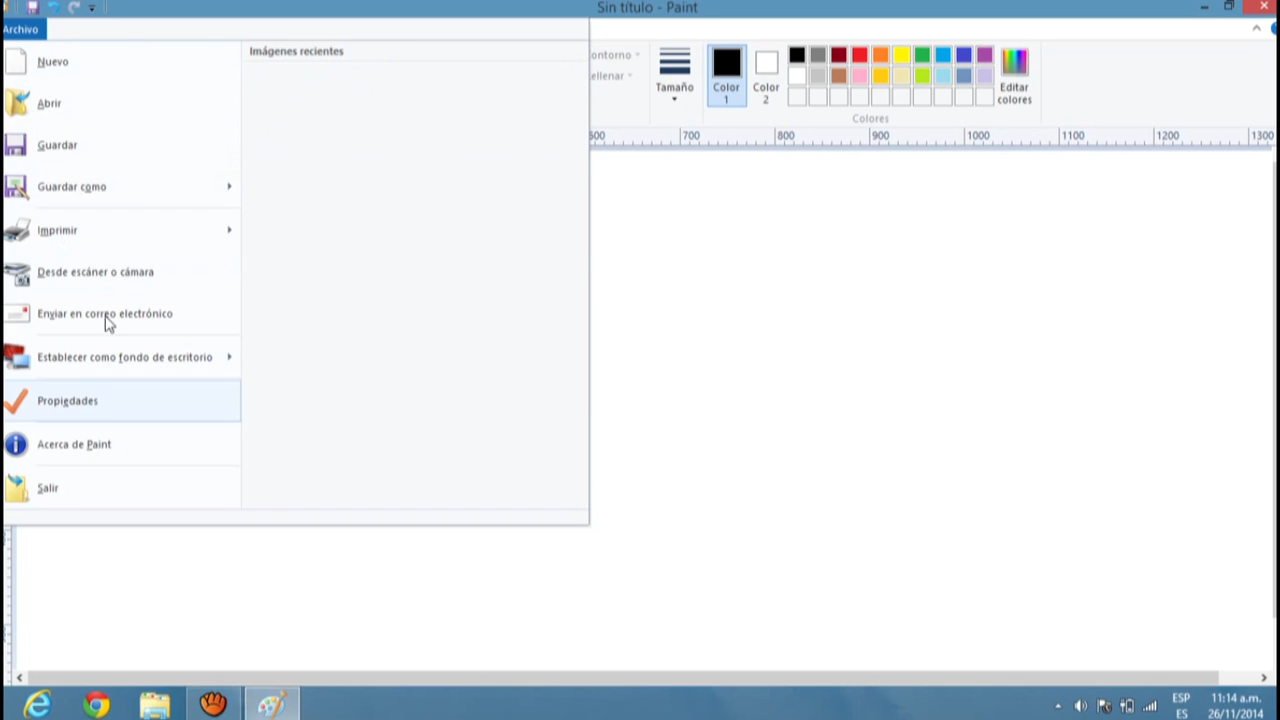 Sin título - Paint
Archivo
Imágenes recientes
Nuevo
Abrir
Guardar
Guardar como
Imprimir
Desde escáner o cámara
Enviar en correo electrónico
Establecer como fondo de escritorio
Propiedades
Acerca de Paint
Salir
ontorno
ellenar
Tamaño
Color
1
Color
2
Editar
colores
Colores
600 700 800 900 1000 1100 1200 1300
ESP
ES
11:14 a.m.
26/11/2014